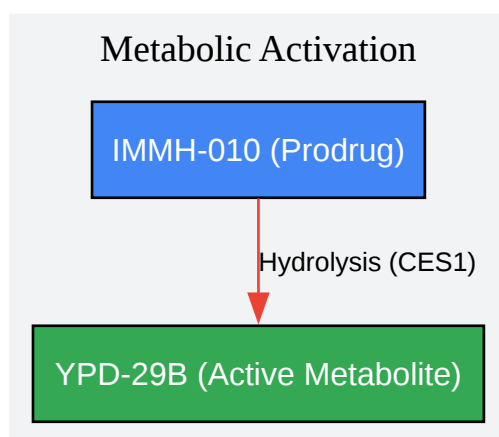 Metabolic Activation
IMMH-010 (Prodrug)
Hydrolysis (CES1)
YPD-29B (Active Metabolite)